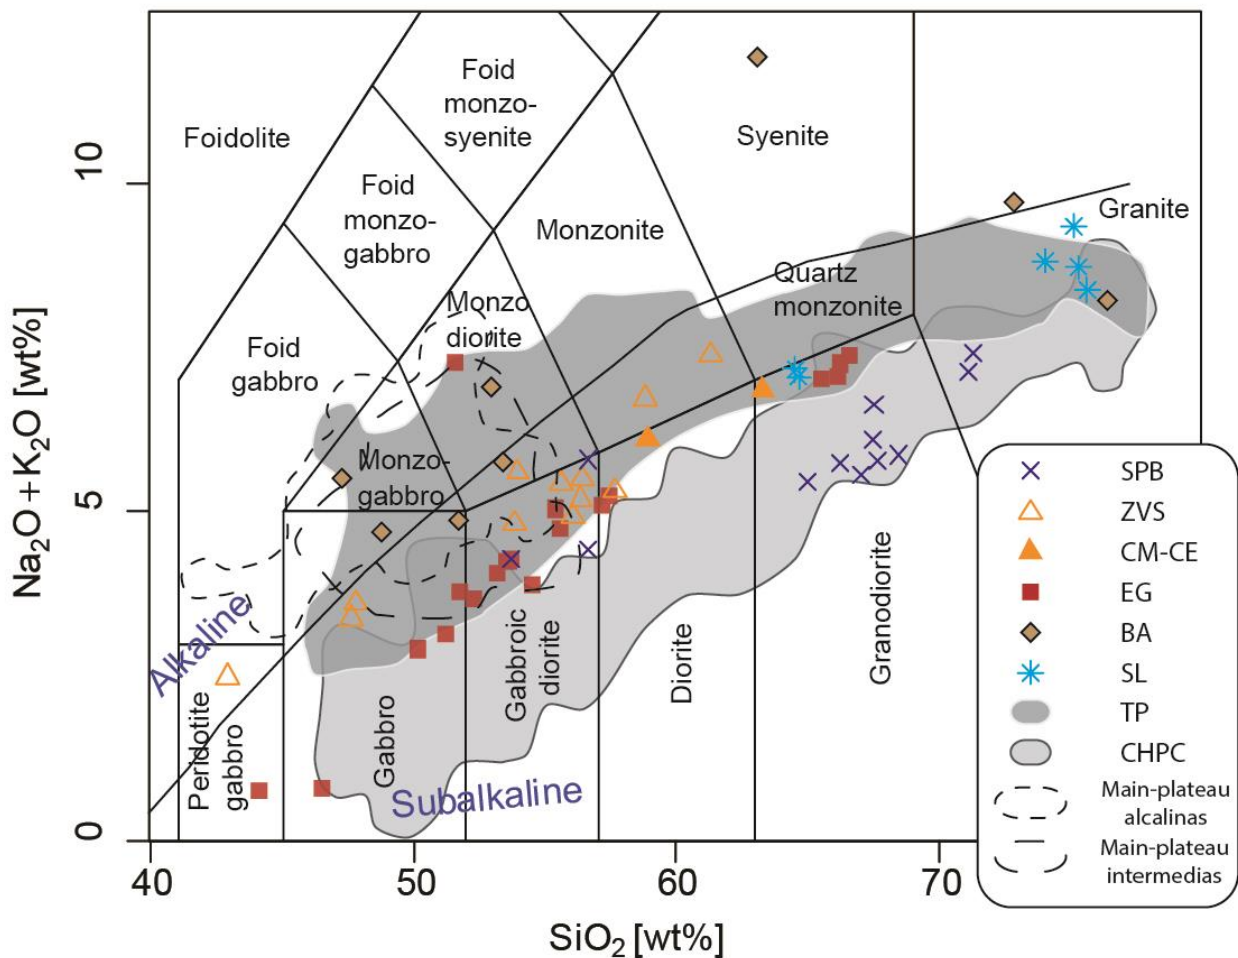 Na2O + K2O [wt%]
10
5
0
Foidolite
Foid
monzo-
syenite
Syenite
Foid
monzo-
gabbro
Monzonite
Granite
Quartz
monzonite
Monzo
diorite
Foid
gabbro
Monzo-
gabbro
Alkaline
Peridotite
gabbro
Gabbro
Gabbroic
diorite
Diorite
Granodiorite
Subalkaline
40
50
60
70
SiO2 [wt%]
SPB
ZVS
CM-CE
EG
BA
SL
TP
CHPC
Main-plateau
alcalinas
Main-plateau
intermedias